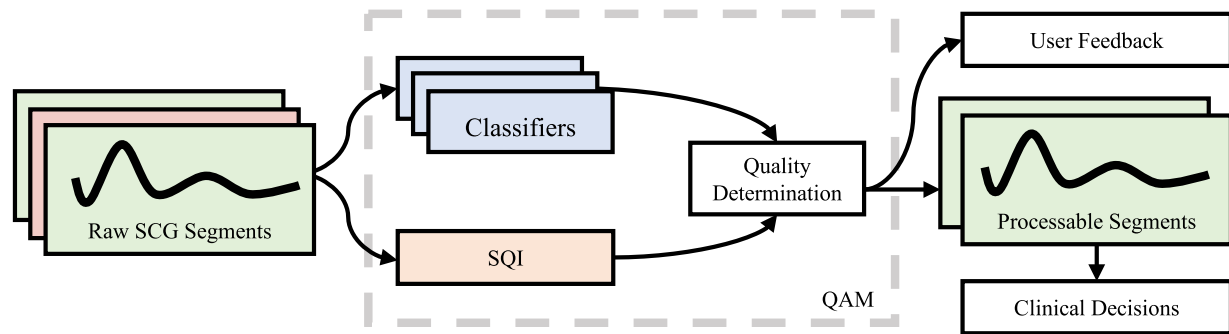 Raw SCG Segments
Classifiers
SQI
Quality
Determination
QAM
User Feedback
Processable Segments
Clinical Decisions